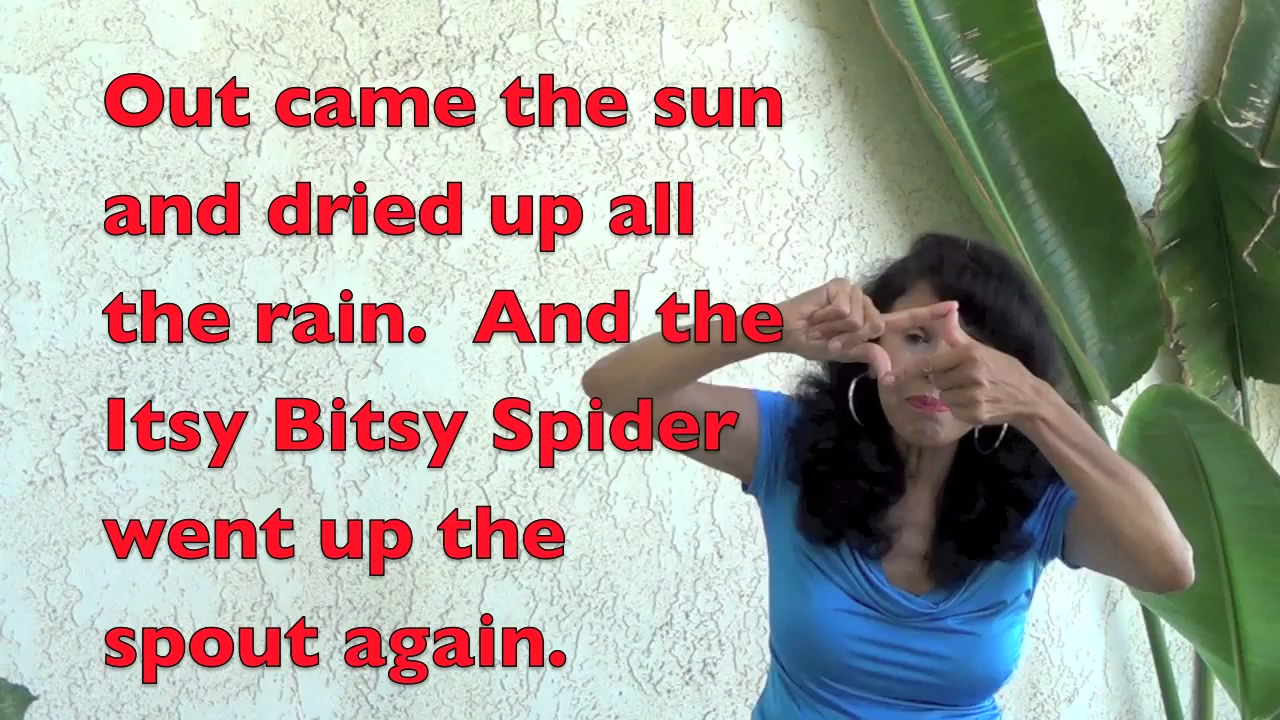 Out came the sun
and dried up all
the rain.  And the
Itsy Bitsy Spider
went up the
spout again.